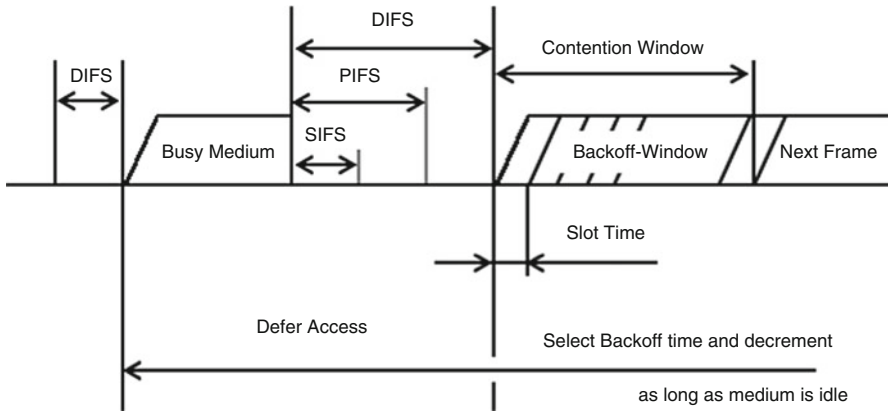 DIFS
DIFS
Contention Window
PIFS
SIFS
Busy Medium
Backoff-Window
Next Frame
Slot Time
Defer Access
Select Backoff time and decrement
as long as medium is idle